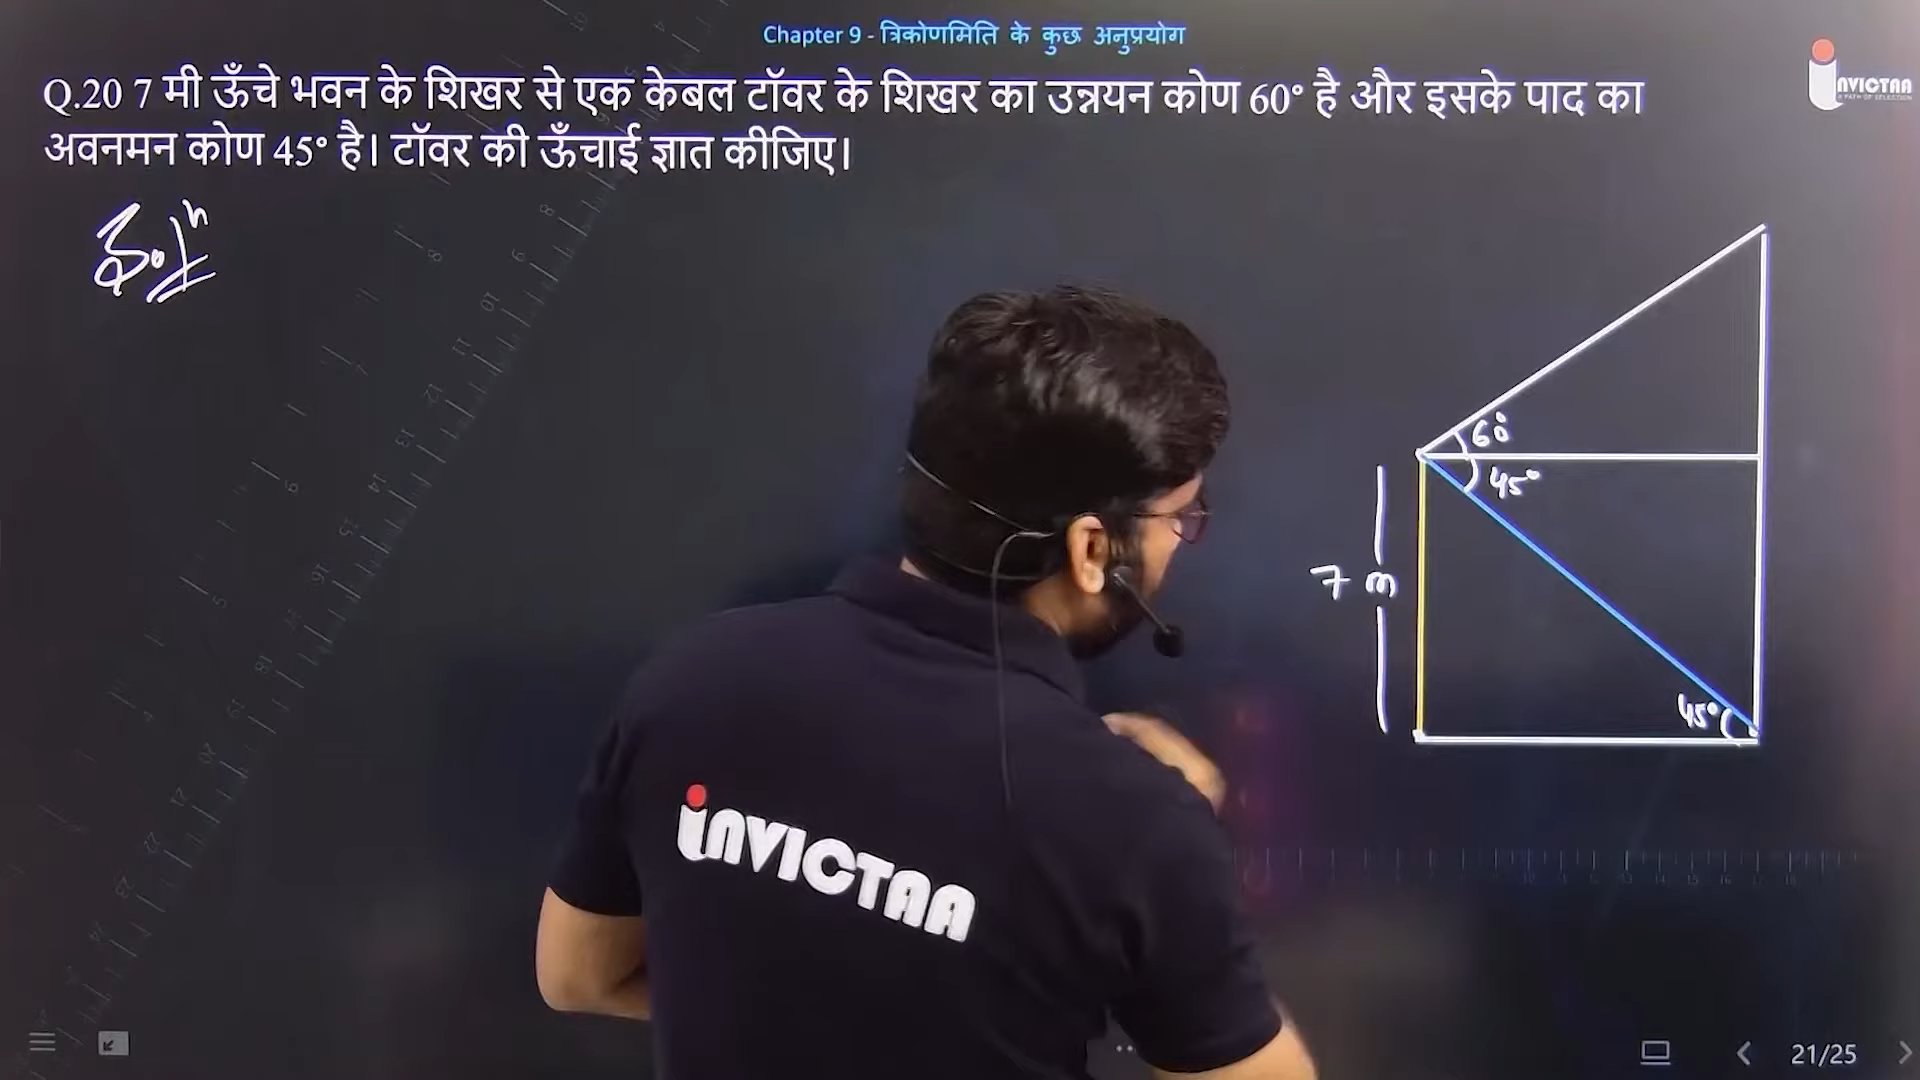 Chapter 9 - त्रिकोणमिति के कुछ अनुप्रयोग
Q.20 7 मी ऊँचे भवन के शिखर से एक केबल टॉवर के शिखर का उन्नयन कोण 60° है और इसके पाद का
अवनमन कोण 45° है। टॉवर की ऊँचाई ज्ञात कीजिए।
iNVICTAA
Solⁿ
60°
45°
7 m
45°
iNVICTAA
21/25